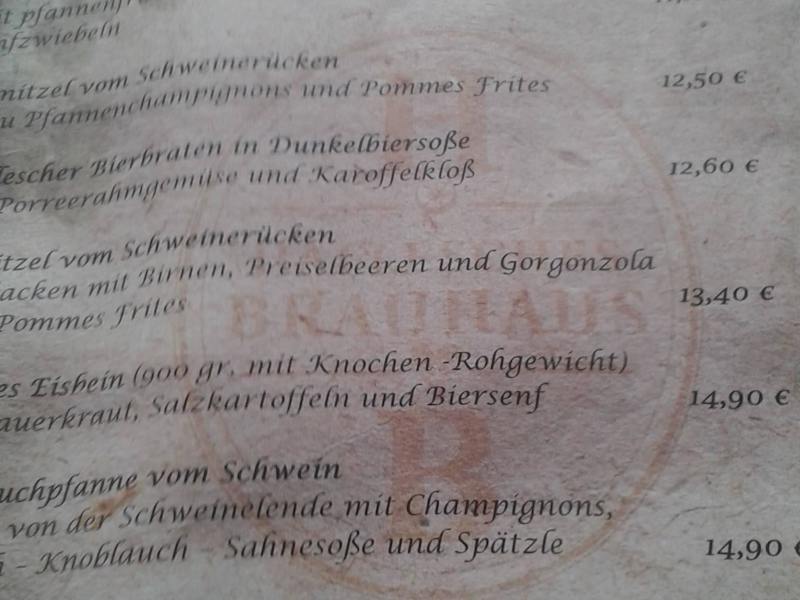 nitzel vom Schweinerücken
u Pfannenchampignons und Pommes Frites 12,50 €
Bierbraten in Dunkelbiersoße
Porreerahmgemüse und Karoffelkloß 12,60 €
itzel vom Schweinerücken
acken mit Birnen, Preiselbeeren und Gorgonzola
Pommes Frites 13,40 €
es Eisbein (900 gr. mit Knochen -Rohgewicht)
auerkraut, Salzkartoffeln und Biersenf 14,90 €
uchpfanne vom Schwein
von der Schweinelende mit Champignons,
- Knoblauch - Sahnesoße und Spätzle 14,90 €
BRAUHAUS